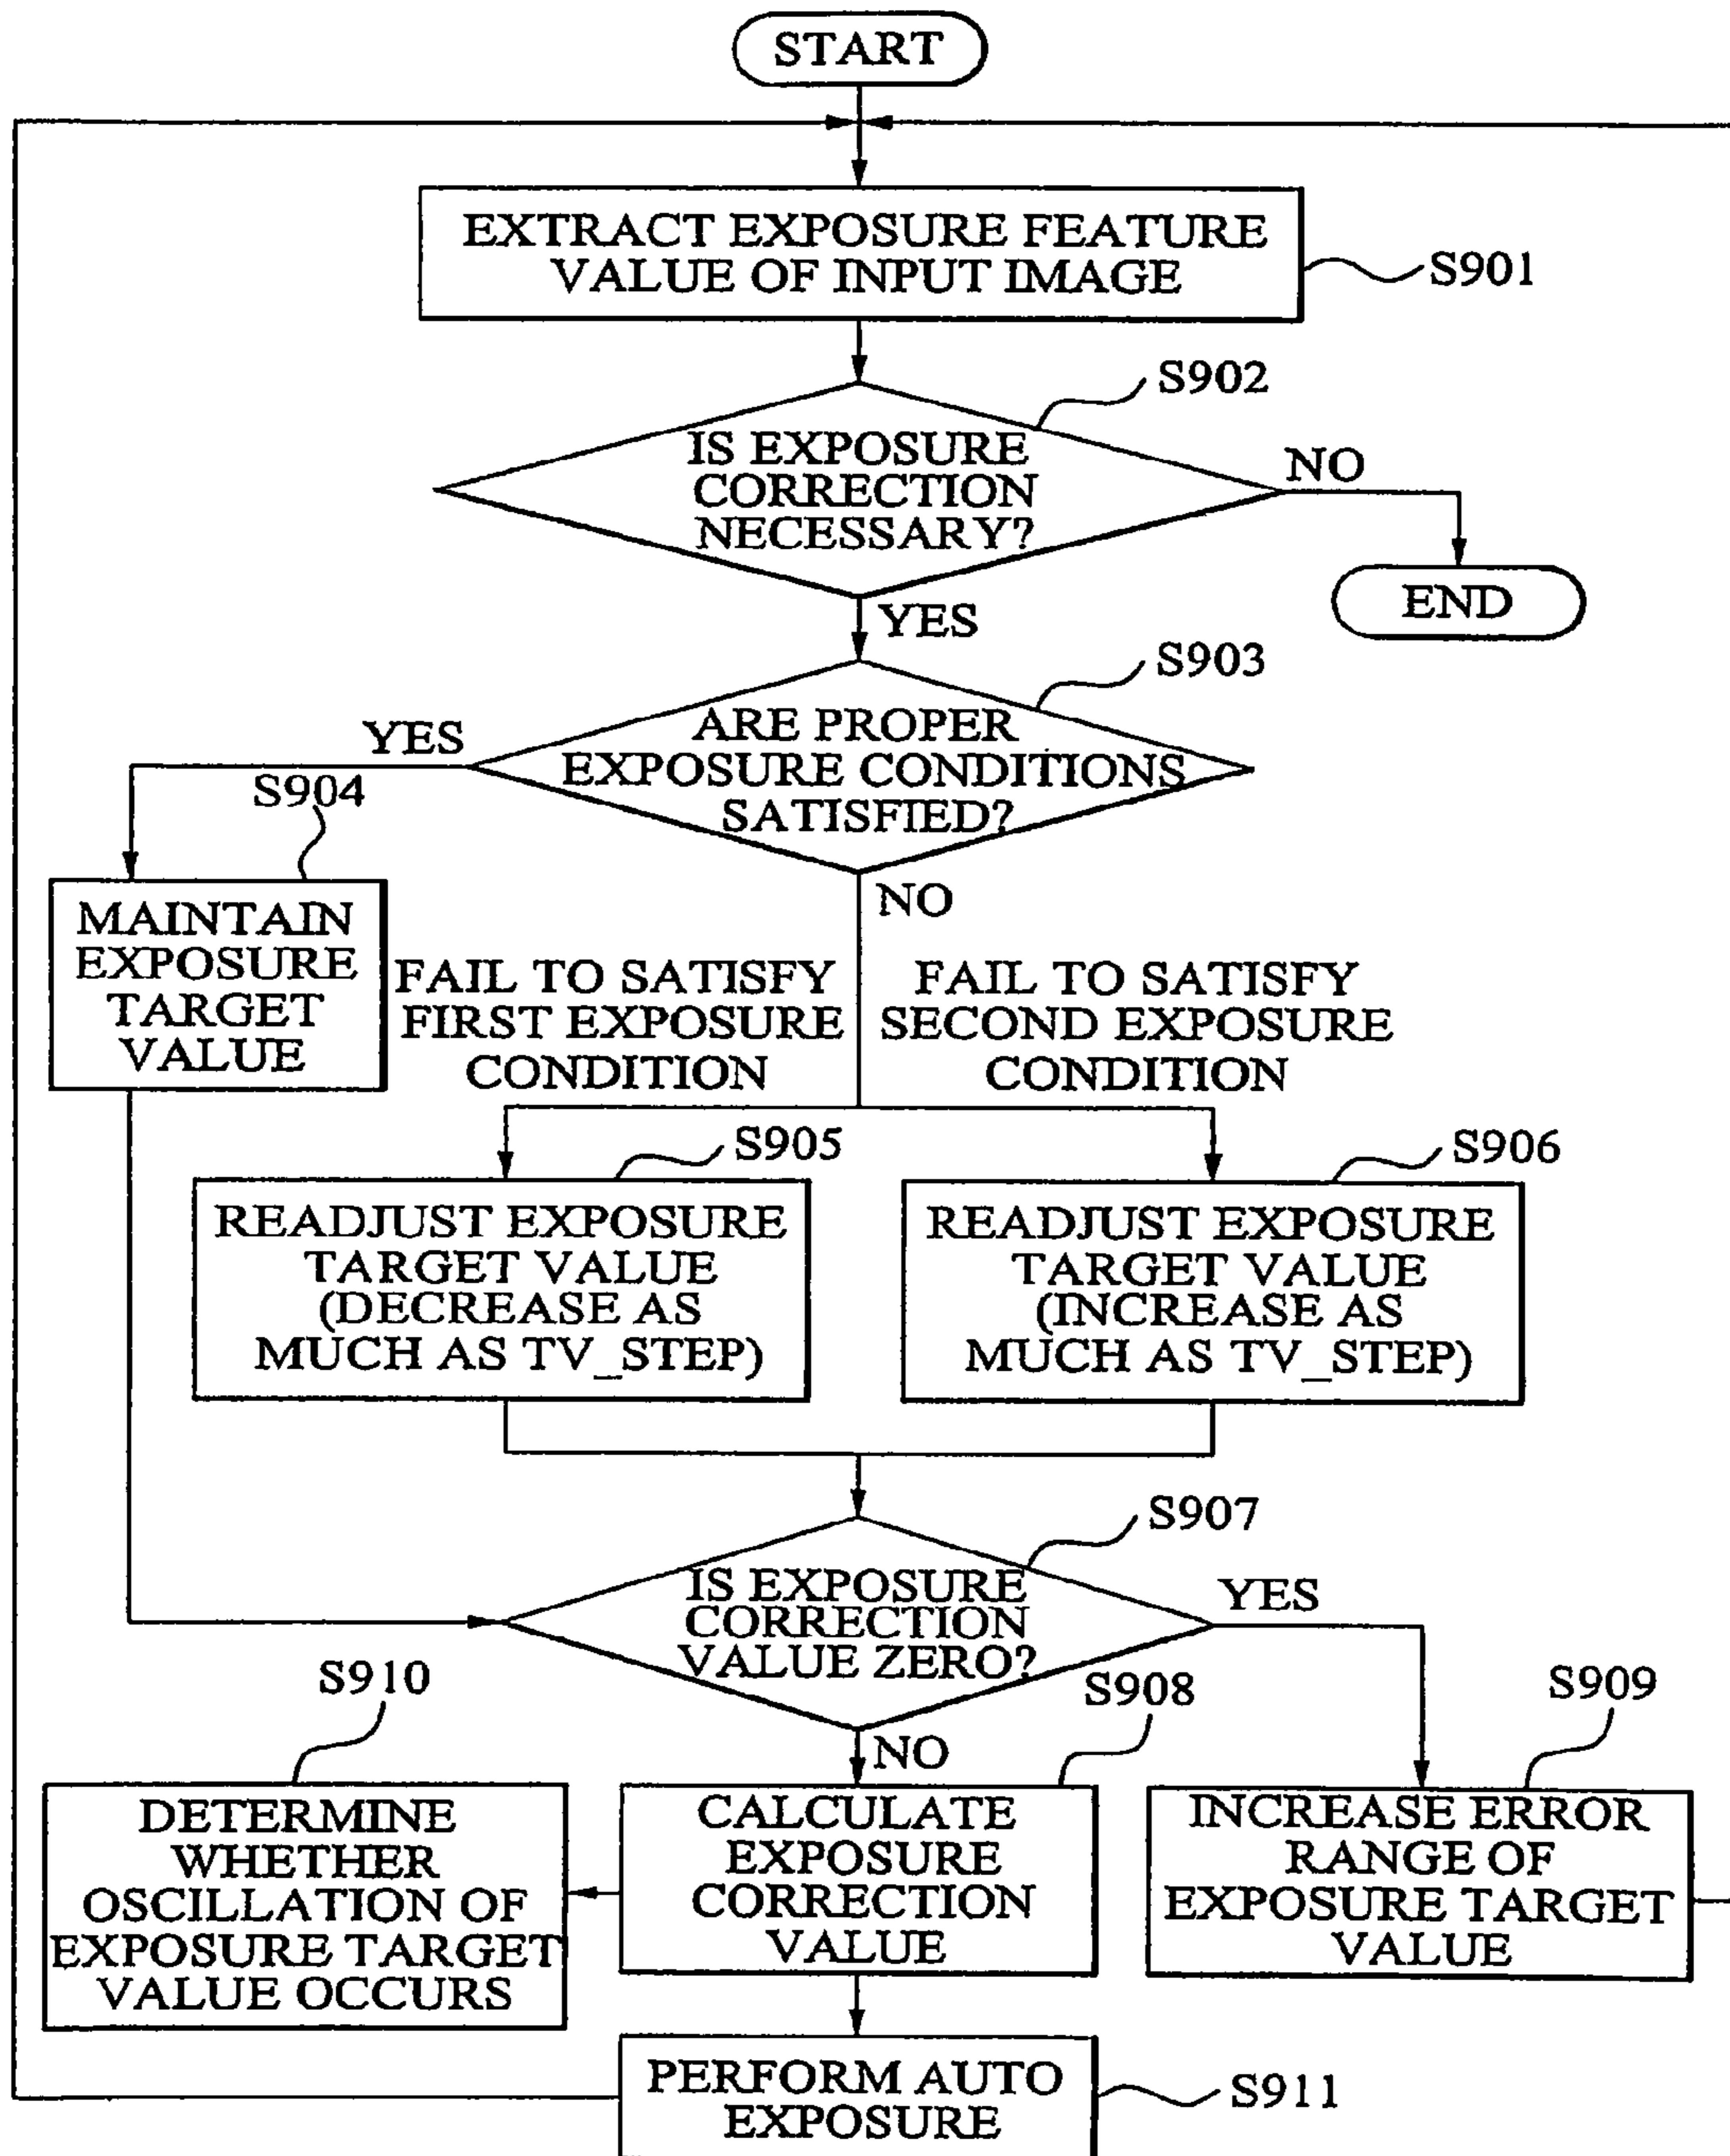 START
EXTRACT EXPOSURE FEATURE
VALUE OF INPUT IMAGE
S901
S902
IS EXPOSURE
CORRECTION
NECESSARY?
NO
END
YES
S903
ARE PROPER
EXPOSURE CONDITIONS
SATISFIED?
YES
S904
MAINTAIN
EXPOSURE
TARGET
VALUE
NO
FAIL TO SATISFY
FIRST EXPOSURE
CONDITION
FAIL TO SATISFY
SECOND EXPOSURE
CONDITION
S905
READJUST EXPOSURE
TARGET VALUE
(DECREASE AS
MUCH AS TV_STEP)
S906
READJUST EXPOSURE
TARGET VALUE
(INCREASE AS
MUCH AS TV_STEP)
S907
IS EXPOSURE
CORRECTION
VALUE ZERO?
YES
NO
S910
DETERMINE
WHETHER
OSCILLATION OF
EXPOSURE TARGET
VALUE OCCURS
S908
CALCULATE
EXPOSURE
CORRECTION
VALUE
S909
INCREASE ERROR
RANGE OF
EXPOSURE TARGET
VALUE
PERFORM AUTO
EXPOSURE
S911